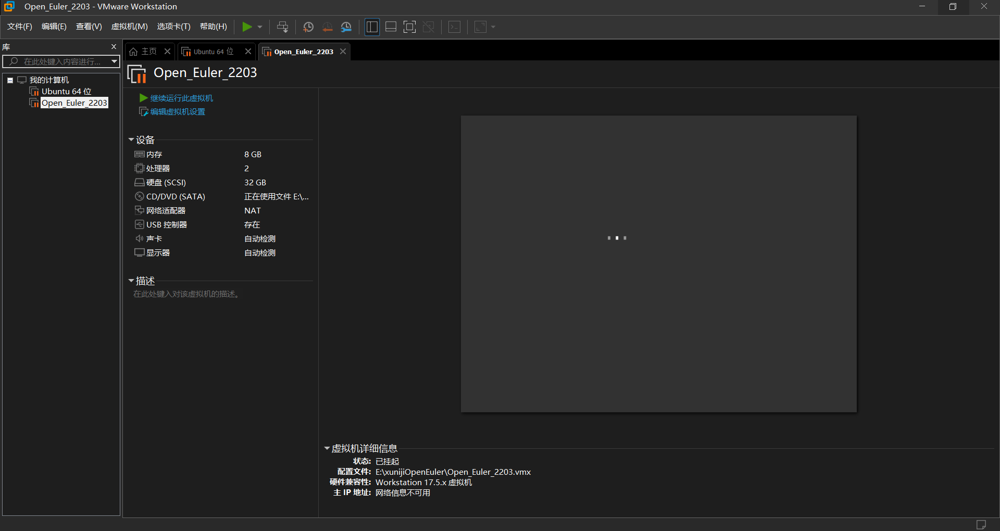 Open_Euler_2203 - VMware Workstation
文件(F) 编辑(E) 查看(V) 虚拟机(M) 选项卡(T) 帮助(H)
库
在此处键入内容进行...
我的计算机
Ubuntu 64 位
Open_Euler_2203
主页
Ubuntu 64 位
Open_Euler_2203
Open_Euler_2203
继续运行此虚拟机
编辑虚拟机设置
设备
内存 8 GB
处理器 2
硬盘 (SCSI) 32 GB
CD/DVD (SATA) 正在使用文件 E:\...
网络适配器 NAT
USB 控制器 存在
声卡 自动检测
显示器 自动检测
描述
在此处键入对该虚拟机的描述。
虚拟机详细信息
状态: 已挂起
配置文件: E:\xunijiOpenEuler\Open_Euler_2203.vmx
硬件兼容性: Workstation 17.5.x 虚拟机
主 IP 地址: 网络信息不可用